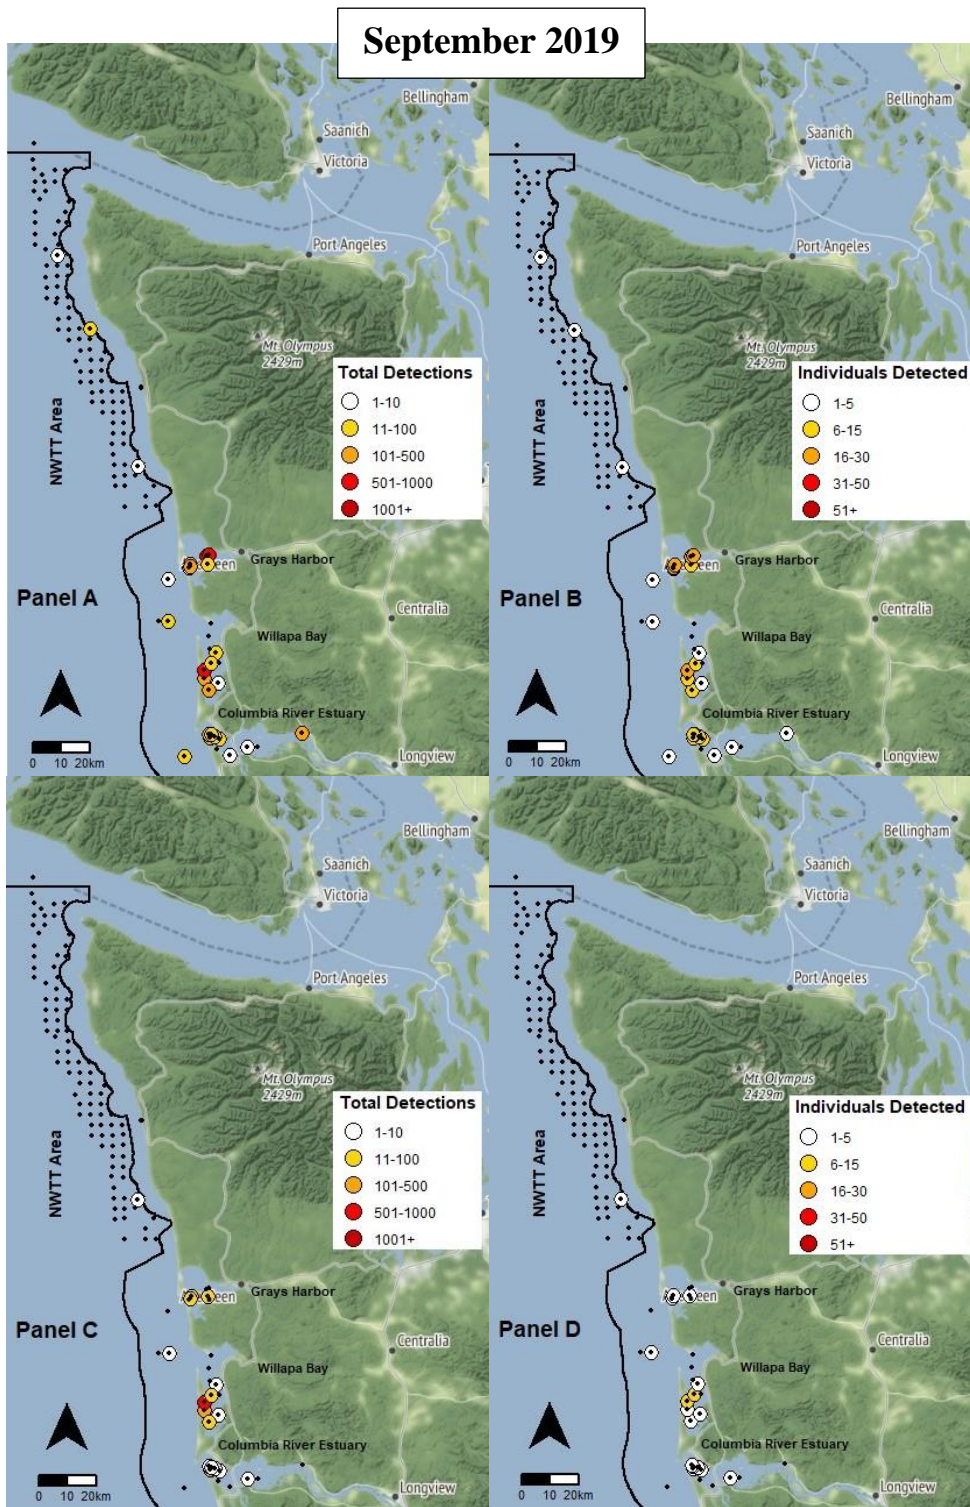 September 2019
Bellingham
Saanich
Victoria
Port Angeles
Mt. Olympus
2429m
NWTT Area
Total Detections
1-10
11-100
101-500
501-1000
1001+
Grays Harbor
Panel A
Centralia
Willapa Bay
Columbia River Estuary
0 10 20km
Longview
Bellingham
Saanich
Victoria
Port Angeles
Mt. Olympus
2429m
NWTT Area
Individuals Detected
1-5
6-15
16-30
31-50
51+
Grays Harbor
Panel B
Centralia
Willapa Bay
Columbia River Estuary
0 10 20km
Longview
Bellingham
Saanich
Victoria
Port Angeles
Mt. Olympus
2429m
NWTT Area
Total Detections
1-10
11-100
101-500
501-1000
1001+
Grays Harbor
Panel C
Centralia
Willapa Bay
Columbia River Estuary
0 10 20km
Longview
Bellingham
Saanich
Victoria
Port Angeles
Mt. Olympus
2429m
NWTT Area
Individuals Detected
1-5
6-15
16-30
31-50
51+
Grays Harbor
Panel D
Centralia
Willapa Bay
Columbia River Estuary
0 10 20km
Longview